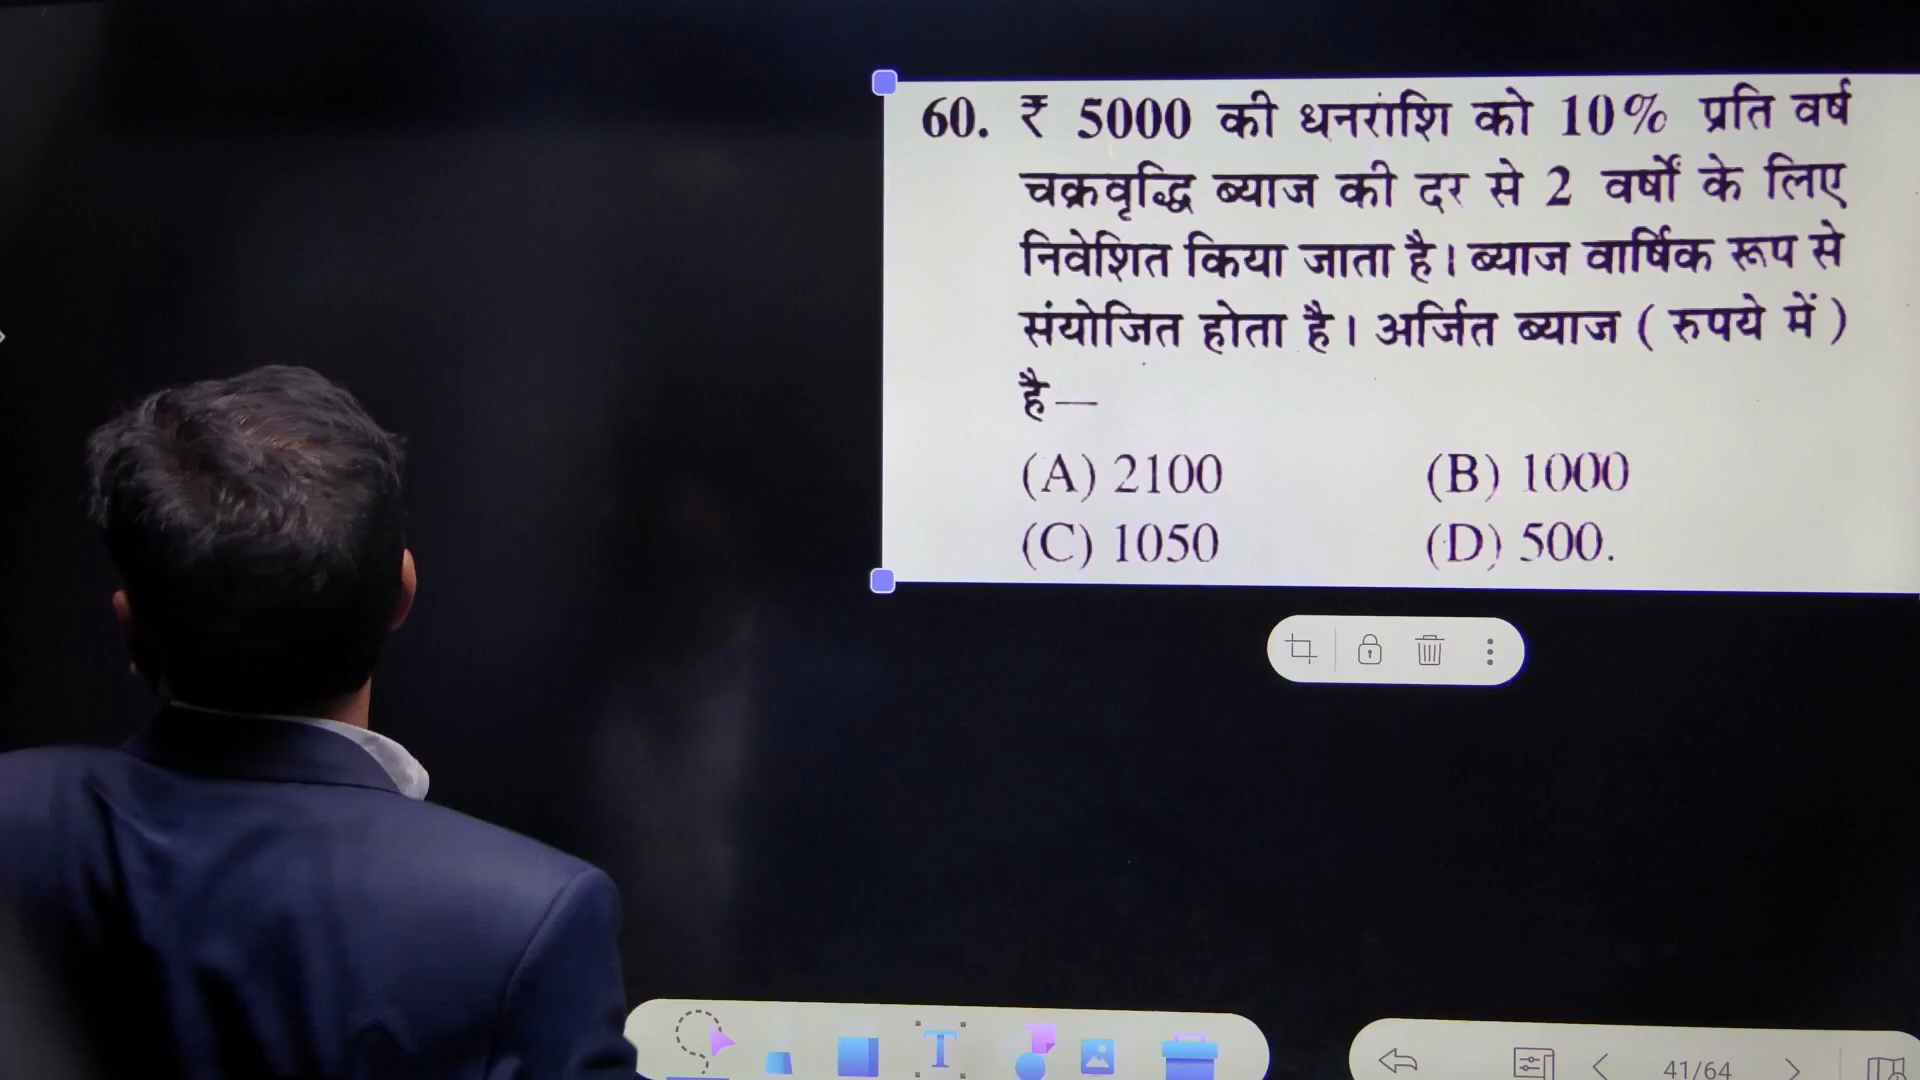 60. ₹ 5000 की धनराशि को 10% प्रति वर्ष
चक्रवृद्धि ब्याज की दर से 2 वर्षों के लिए
निवेशित किया जाता है। ब्याज वार्षिक रूप से
संयोजित होता है। अर्जित ब्याज ( रुपये में )
है—
(A) 2100 (B) 1000
(C) 1050 (D) 500.
T
41/64